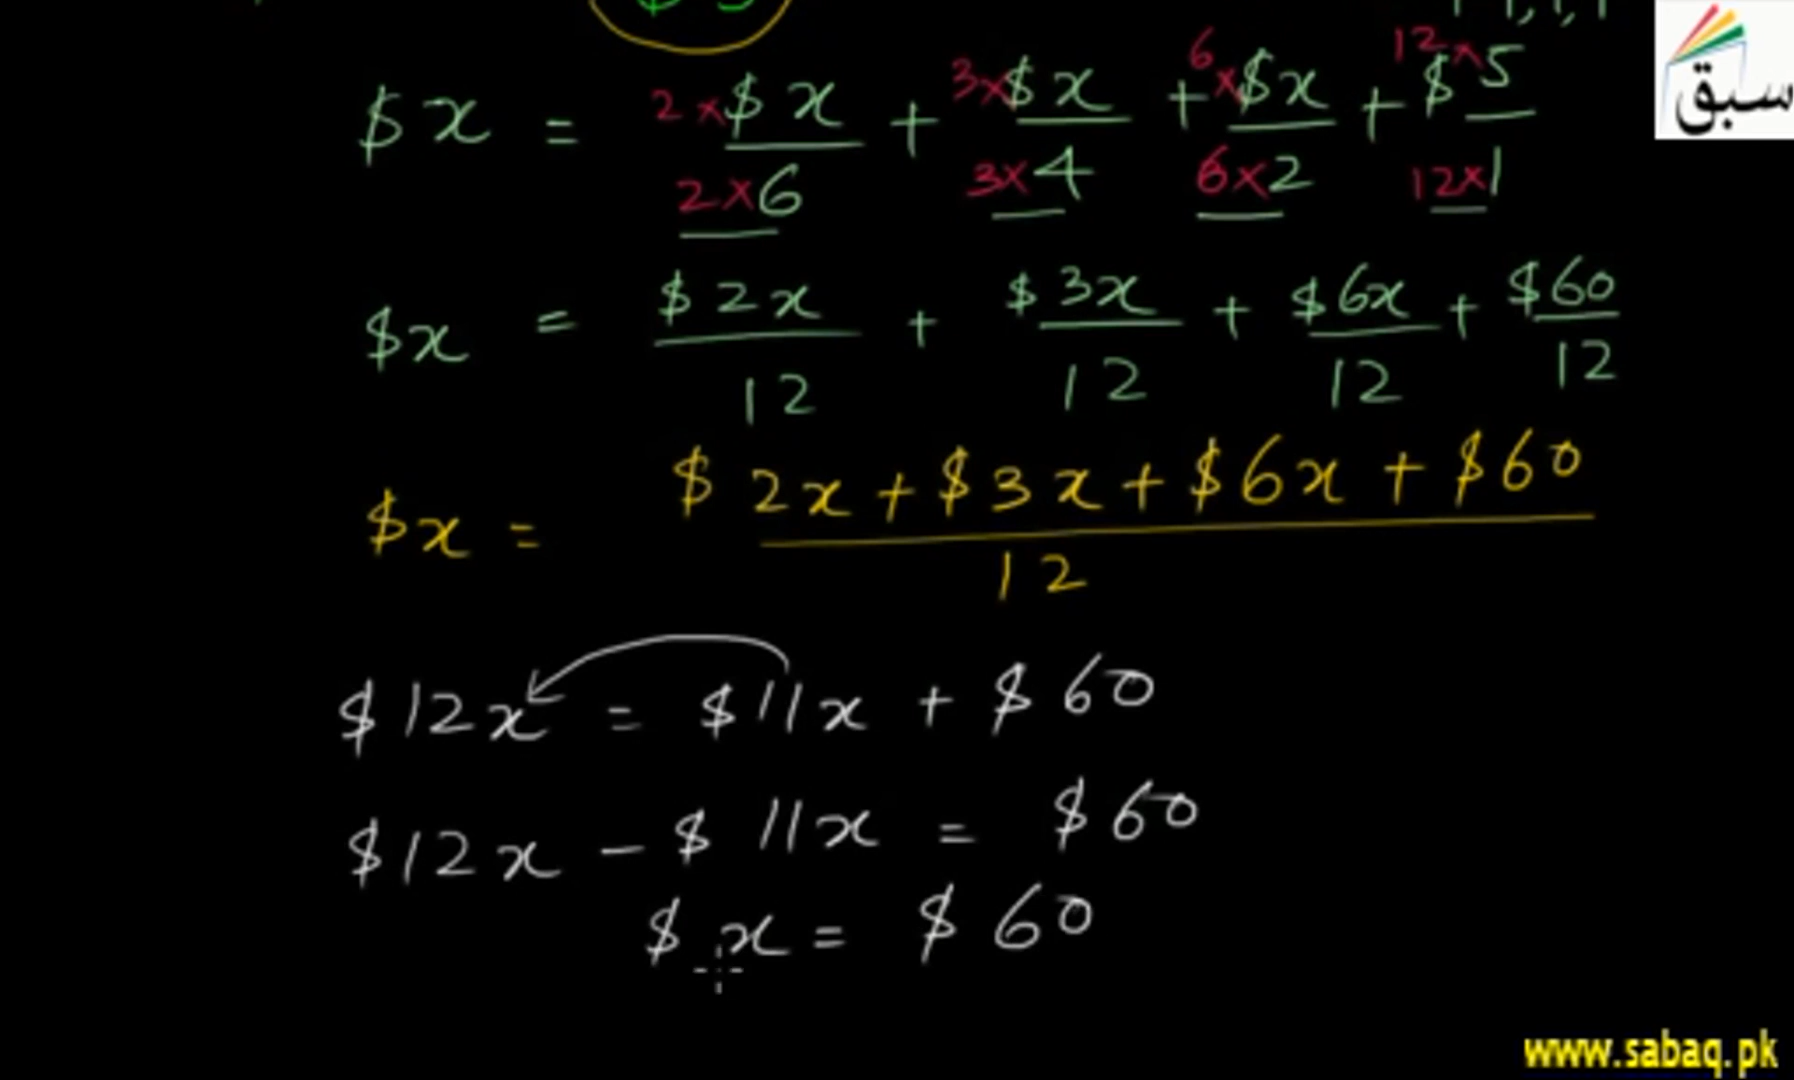 $5
سبق
$x = 2×$x/2×6 + 3×$x/3×4 + 6×$x/6×2 + 12×$5/12×1
$x = $2x/12 + $3x/12 + $6x/12 + $60/12
$x = $2x + $3x + $6x + $60/12
$12x = $11x + $60
$12x - $11x = $60
$x = $60
www.sabaq.pk